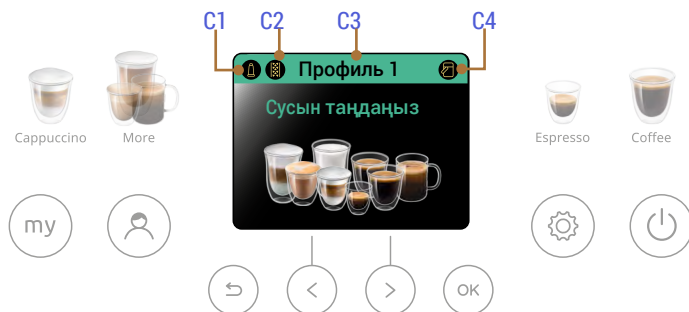 C1 C2 C3 C4
Профиль 1
Сусын таңдаңыз
Cappuccino More Espresso Coffee
my
OK